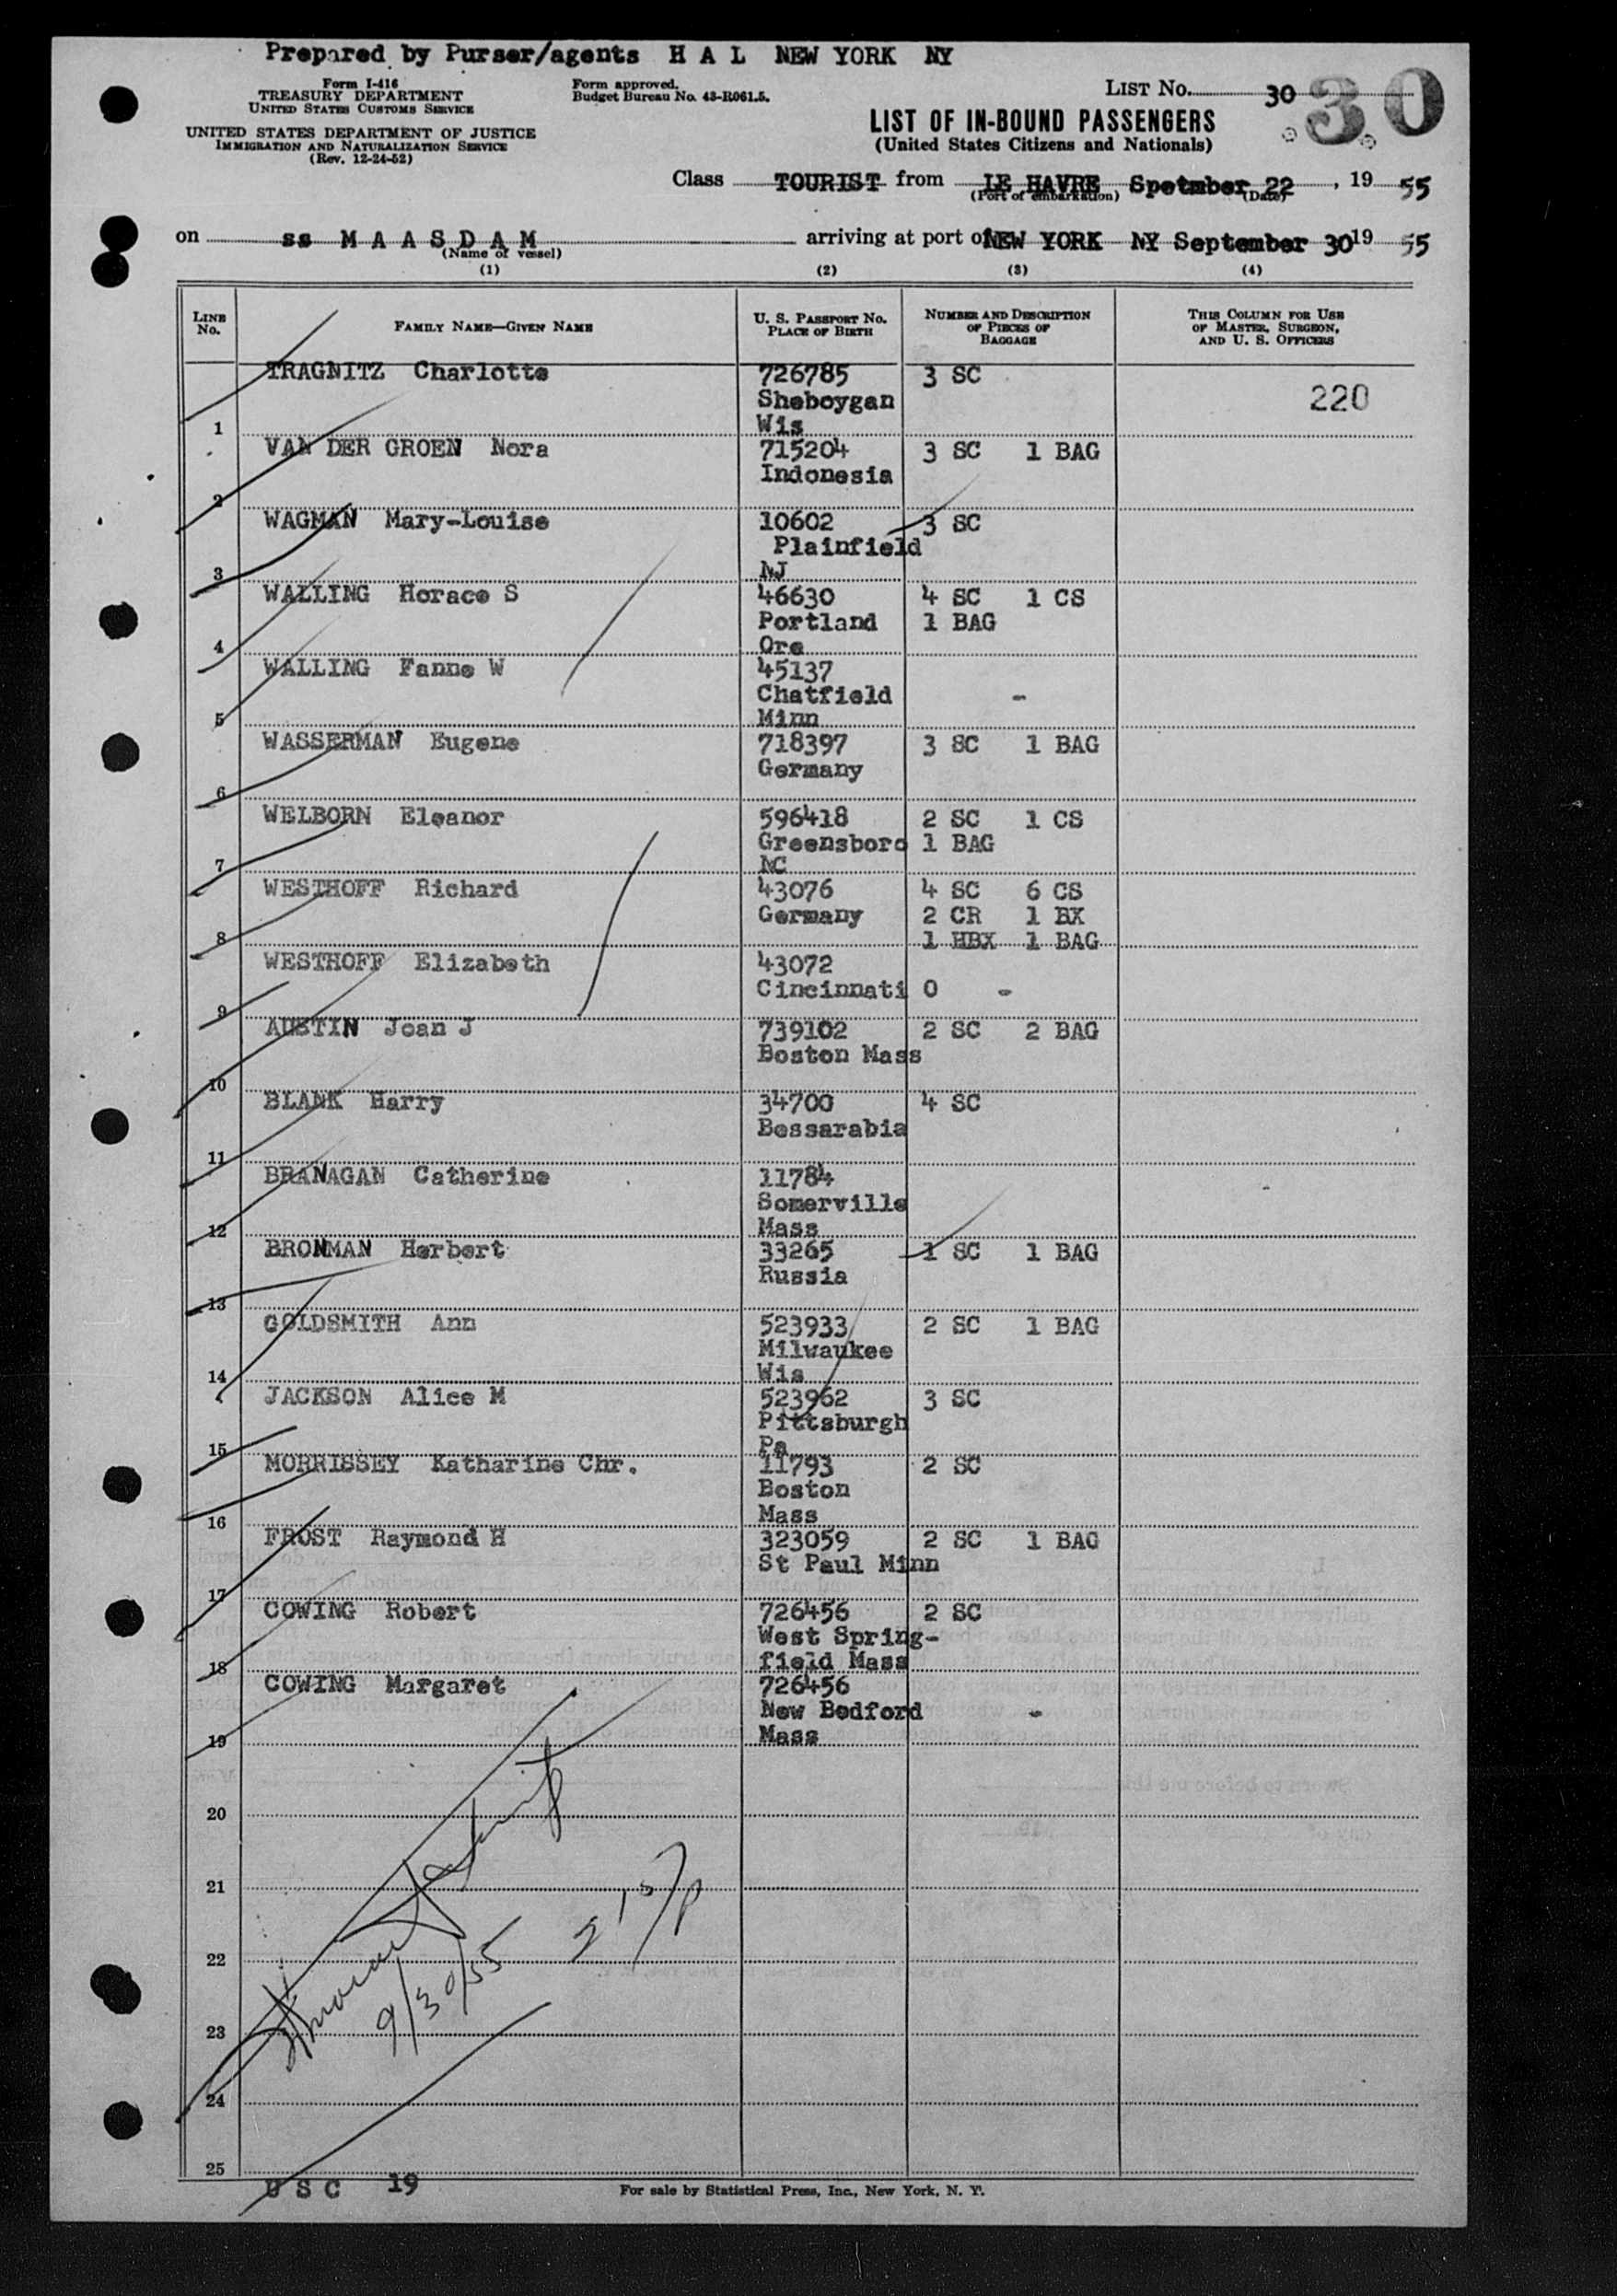 Prepared by Purser/agents H A L NEW YORK NY
Form I-416
TREASURY DEPARTMENT
UNITED STATES CUSTOMS SERVICE
UNITED STATES DEPARTMENT OF JUSTICE
IMMIGRATION AND NATURALIZATION SERVICE
(Rev. 12-24-52)
Form approved.
Budget Bureau No. 43-R061.5.
LIST NO. 30
30
LIST OF IN-BOUND PASSENGERS
(United States Citizens and Nationals)
Class TOURIST from LE HAVRE Spetmber 22, 1955
(Port of embarkation) (Date)
on ss M A A S D A M arriving at port of NEW YORK NY September 30 1955
(Name of vessel)
(1) (2) (3) (4)
LINE NO.
FAMILY NAME—GIVEN NAME
U. S. PASSPORT NO.
PLACE OF BIRTH
NUMBER AND DESCRIPTION
OF PIECES OF
BAGGAGE
THIS COLUMN FOR USE
OF MASTER, SURGEON,
AND U. S. OFFICERS
TRAGNITZ Charlotte 726785 3 SC
Sheboygan 220
1 Wis
VAN DER GROEN Nora 715204 3 SC 1 BAG
Indonesia
2
WAGMAN Mary-Louise 10602 3 SC
Plainfield
3 NJ
WALLING Horace S 46630 4 SC 1 CS
Portland 1 BAG
4 Ore
WALLING Fanne W 45137
Chatfield -
5 Minn
WASSERMAN Eugene 718397 3 SC 1 BAG
Germany
6
WELBORN Eleanor 596418 2 SC 1 CS
Greensboro 1 BAG
7 NC
WESTHOFF Richard 43076 4 SC 6 CS
Germany 2 CR 1 BX
8 1 HBX 1 BAG
WESTHOFF Elizabeth 43072
Cincinnati O -
9
AUSTIN Joan J 739102 2 SC 2 BAG
Boston Mass
10
BLANK Harry 34700 4 SC
Bessarabia
11
BRANAGAN Catherine 11784
Somerville
12 Mass
BRONMAN Herbert 33265 1 SC 1 BAG
Russia
13
GOLDSMITH Ann 523933 2 SC 1 BAG
Milwaukee
14 Wis
JACKSON Alice M 523962 3 SC
Pittsburgh
15 Pa
MORRISSEY Katharine Chr. 11793 2 SC
Boston
16 Mass
FROST Raymond H 323059 2 SC 1 BAG
St Paul Minn
17
COWING Robert 726456 2 SC
West Spring-
18 field Mass
COWING Margaret 726456
New Bedford -
19 Mass
20
21
22
9/30/55
23
24
25
U S C 19
For sale by Statistical Press, Inc., New York, N. Y.